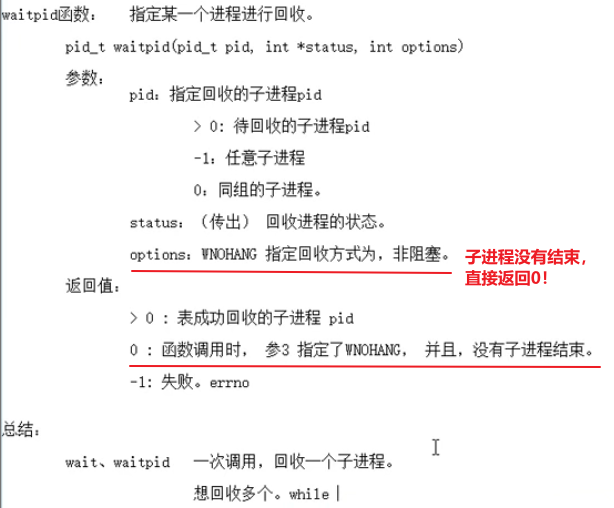 waitpid函数： 指定某一个进程进行回收。
pid_t waitpid(pid_t pid, int *status, int options)
参数：
pid：指定回收的子进程pid
> 0: 待回收的子进程pid
-1：任意子进程
0：同组的子进程。
status：（传出） 回收进程的状态。
options：WNOHANG 指定回收方式为，非阻塞。
子进程没有结束，
直接返回0！
返回值：
> 0 : 表成功回收的子进程 pid
0 : 函数调用时， 参3 指定了WNOHANG， 并且，没有子进程结束。
-1: 失败。errno
总结：
wait、waitpid 一次调用，回收一个子进程。
想回收多个。while